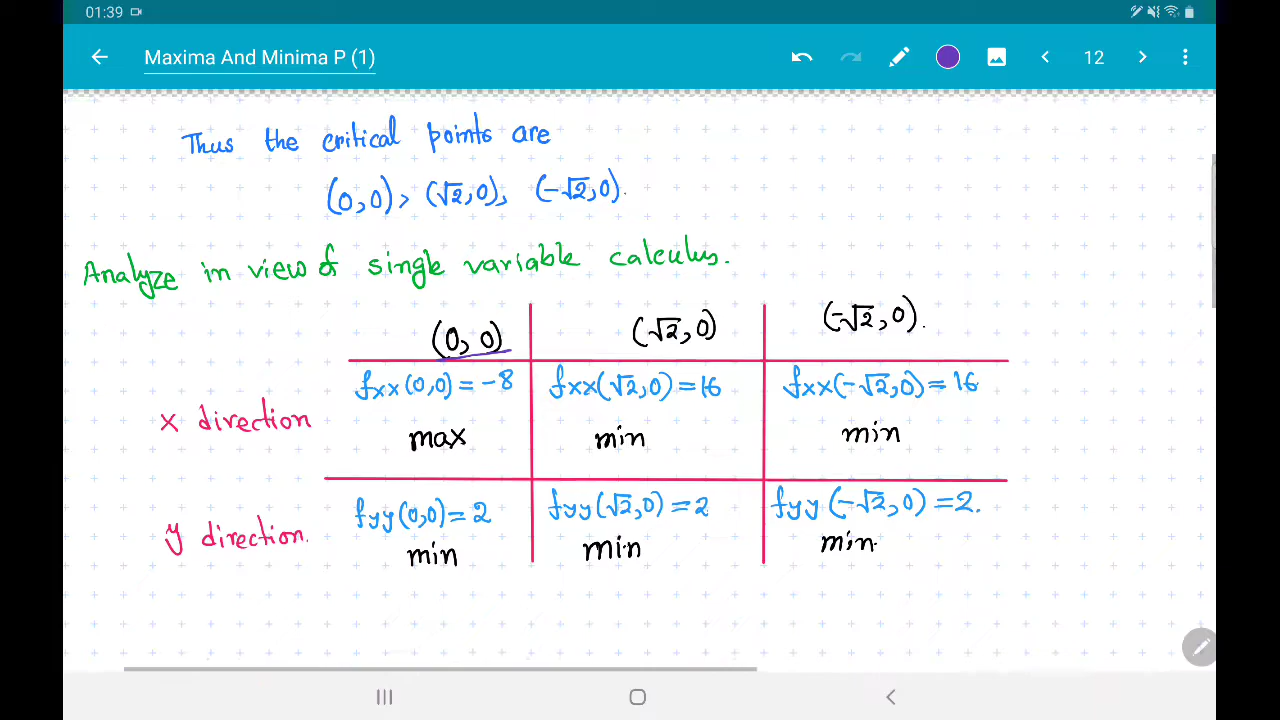 01:39
Maxima And Minima P (1)
12
Thus the critical points are
(0,0), (√2,0), (-√2,0).
Analyze in view of single variable calculus.
(0,0) (√2,0) (-√2,0).
x direction
fxx(0,0) = -8 fxx(√2,0) = 16 fxx(-√2,0) = 16
max min min
y direction.
fyy(0,0) = 2 fyy(√2,0) = 2 fyy(-√2,0) = 2.
min min min.